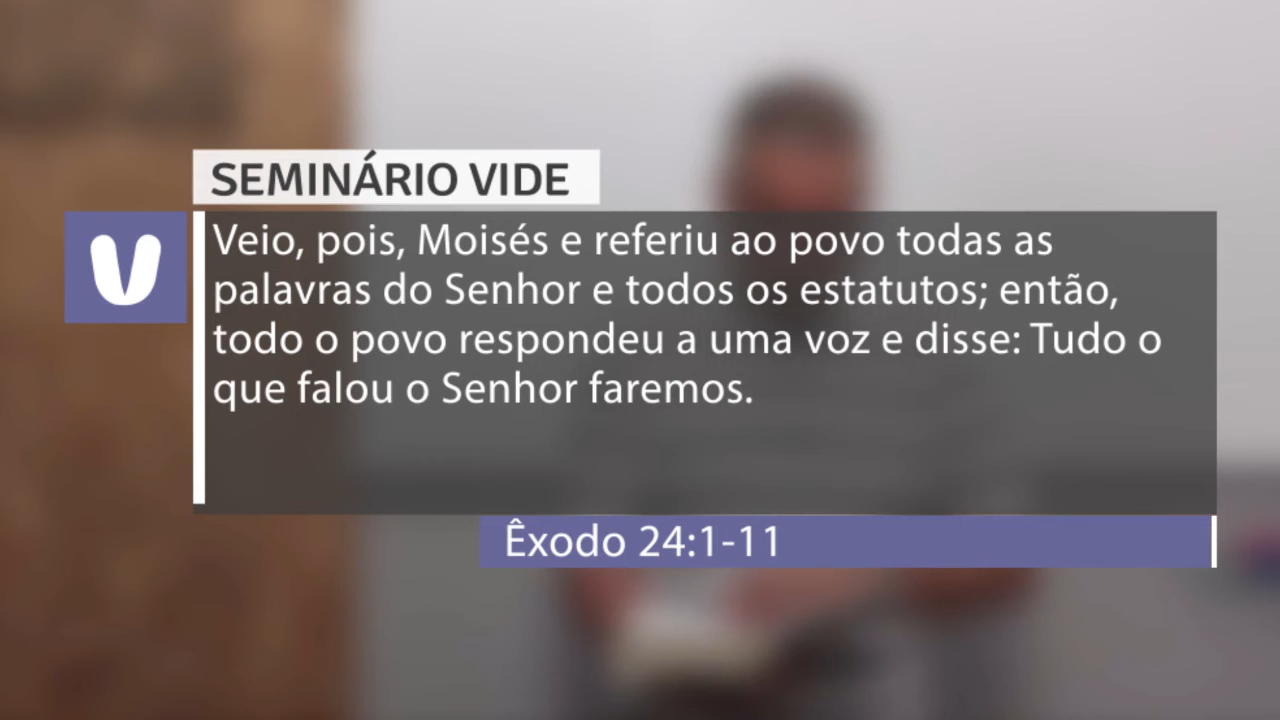 SEMINÁRIO VIDE
Veio, pois, Moisés e referiu ao povo todas as
palavras do Senhor e todos os estatutos; então,
todo o povo respondeu a uma voz e disse: Tudo o
que falou o Senhor faremos.
Êxodo 24:1-11